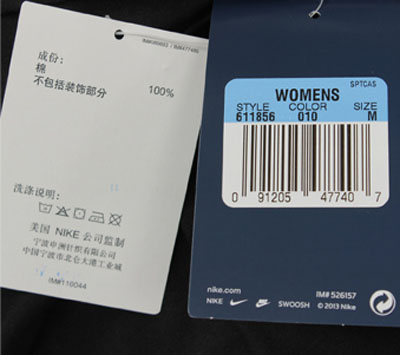 成份:
棉
100%
不包括装饰部分
洗涤说明:
美国 NIKE 公司监制
宁波申洲针织有限公司
中国宁波市北仑大港工业城
IM#:116044
SPTCAS
WOMENS
STYLE COLOR SIZE
611856 010 M
0 91205 47740 7
nike.com
NIKE SWOOSH
IM# 526157
© 2013 Nike